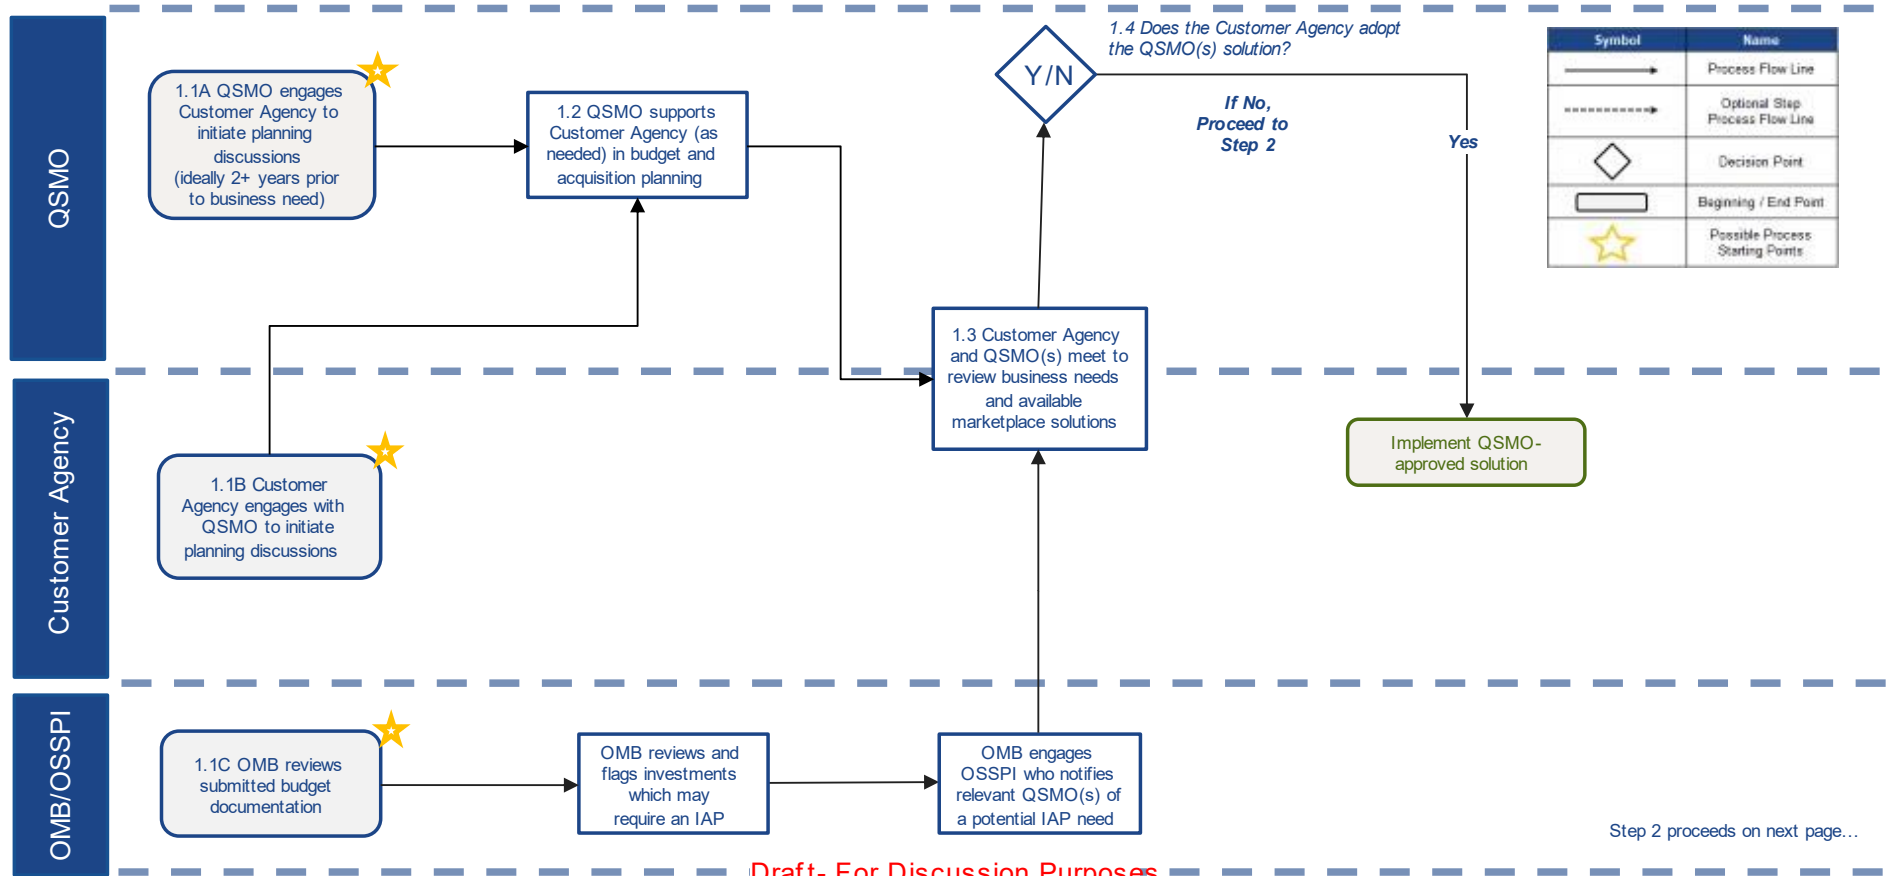 QSMO
1.1A QSMO engages
Customer Agency to
initiate planning
discussions
(ideally 2+ years prior
to business need)
1.2 QSMO supports
Customer Agency (as
needed) in budget and
acquisition planning
Y/N
1.4 Does the Customer Agency adopt
the QSMO(s) solution?
If No,
Proceed to
Step 2
Yes
Symbol Name
Process Flow Line
Optional Step
Process Flow Line
Decision Point
Beginning / End Point
Possible Process
Starting Points
1.3 Customer Agency
and QSMO(s) meet to
review business needs
and available
marketplace solutions
Customer Agency
1.1B Customer
Agency engages with
QSMO to initiate
planning discussions
Implement QSMO-
approved solution
OMB/OSSPI
1.1C OMB reviews
submitted budget
documentation
OMB reviews and
flags investments
which may
require an IAP
OMB engages
OSSPI who notifies
relevant QSMO(s) of
a potential IAP need
Step 2 proceeds on next page…
Draft- For Discussion Purposes